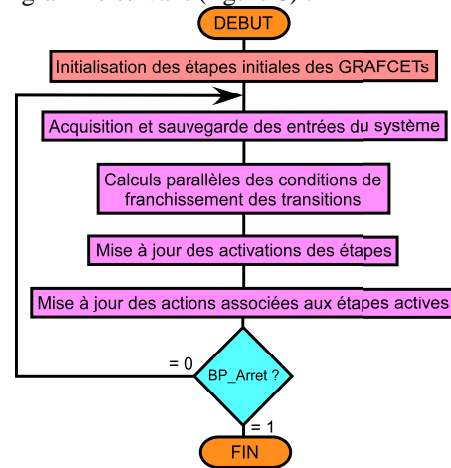 DEBUT
Initialisation des étapes initiales des GRAFCETs
Acquisition et sauvegarde des entrées du système
Calculs parallèles des conditions de
franchissement des transitions
Mise à jour des activations des étapes
Mise à jour des actions associées aux étapes actives
= 0
BP_Arret ?
= 1
FIN